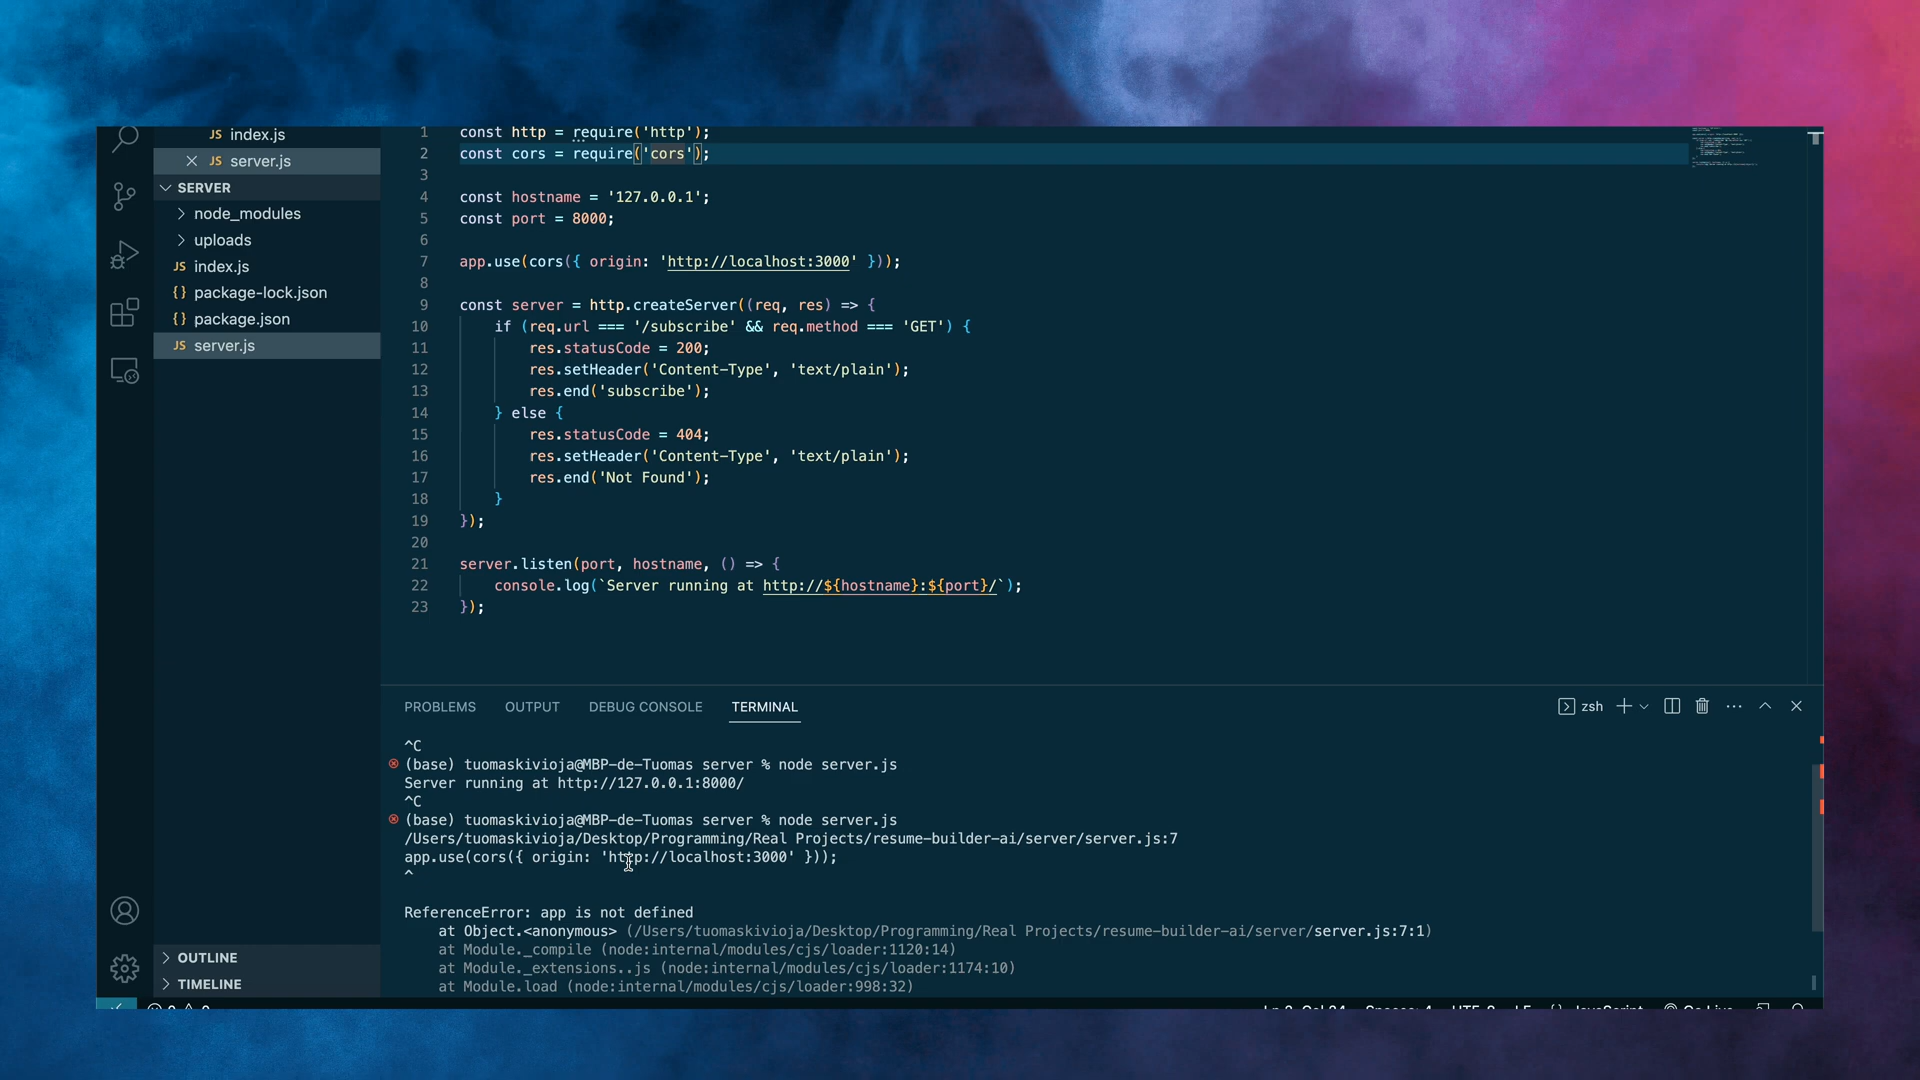 JS index.js
JS server.js
SERVER
node_modules
uploads
JS index.js
{} package-lock.json
{} package.json
JS server.js
OUTLINE
TIMELINE
1 const http = require('http');
2 const cors = require('cors');
3
4 const hostname = '127.0.0.1';
5 const port = 8000;
6
7 app.use(cors({ origin: 'http://localhost:3000' }));
8
9 const server = http.createServer((req, res) => {
10 if (req.url === '/subscribe' && req.method === 'GET') {
11 res.statusCode = 200;
12 res.setHeader('Content-Type', 'text/plain');
13 res.end('subscribe');
14 } else {
15 res.statusCode = 404;
16 res.setHeader('Content-Type', 'text/plain');
17 res.end('Not Found');
18 }
19 });
20
21 server.listen(port, hostname, () => {
22 console.log(`Server running at http://${hostname}:${port}/`);
23 });
PROBLEMS OUTPUT DEBUG CONSOLE TERMINAL
zsh
^C
(base) tuomaskivioja@MBP-de-Tuomas server % node server.js
Server running at http://127.0.0.1:8000/
^C
(base) tuomaskivioja@MBP-de-Tuomas server % node server.js
/Users/tuomaskivioja/Desktop/Programming/Real Projects/resume-builder-ai/server/server.js:7
app.use(cors({ origin: 'http://localhost:3000' }));
^
ReferenceError: app is not defined
at Object.<anonymous> (/Users/tuomaskivioja/Desktop/Programming/Real Projects/resume-builder-ai/server/server.js:7:1)
at Module._compile (node:internal/modules/cjs/loader:1120:14)
at Module._extensions..js (node:internal/modules/cjs/loader:1174:10)
at Module.load (node:internal/modules/cjs/loader:998:32)